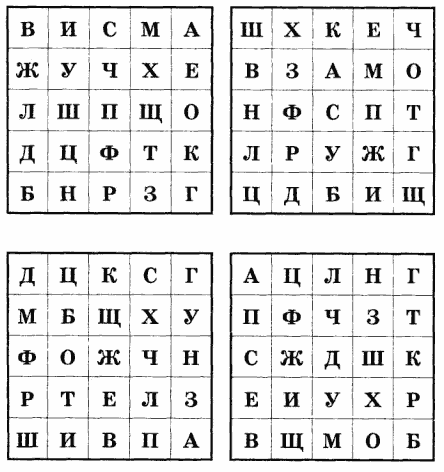 В И С М А
Ж У Ч Х Е
Л Ш П Щ О
Д Ц Ф Т К
Б Н Р З Г
Ш Х К Е Ч
В З А М О
Н Ф С П Т
Л Р У Ж Г
Ц Д Б И Щ
Д Ц К С Г
М Б Щ Х У
Ф О Ж Ч Н
Р Т Е Л З
Ш И В П А
А Ц Л Н Г
П Ф Ч З Т
С Ж Д Ш К
Е И У Х Р
В Щ М О Б